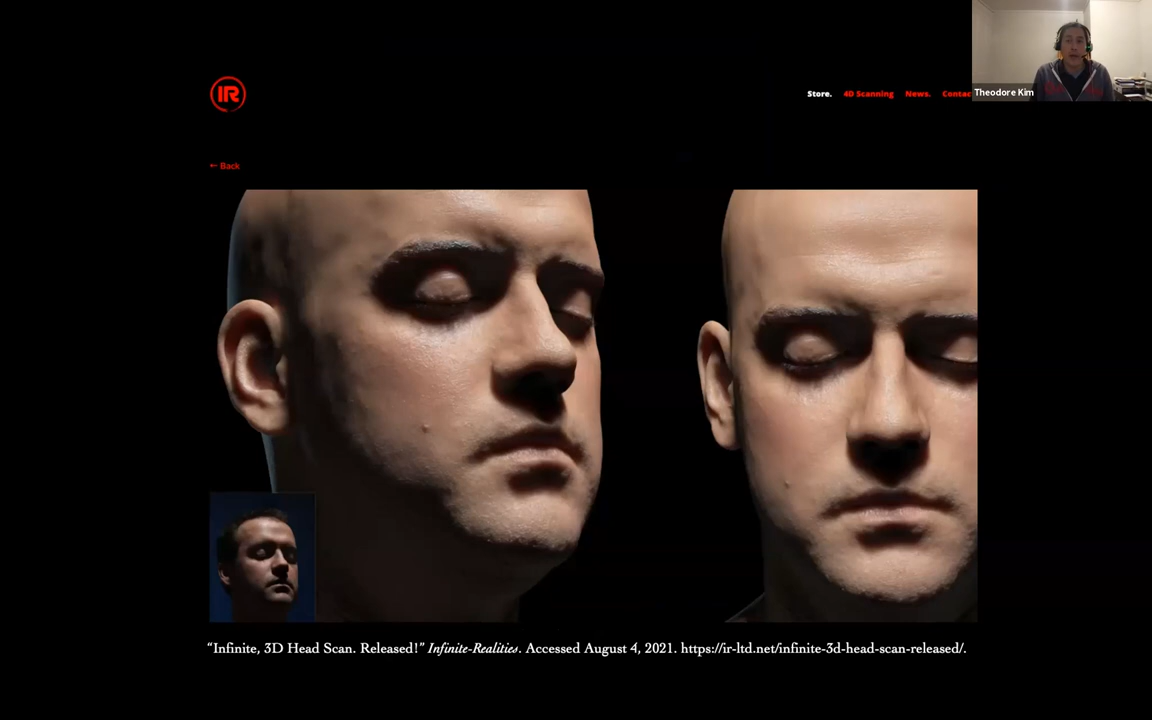 IR
Store. 4D Scanning News. Contac
Theodore Kim
← Back
“Infinite, 3D Head Scan. Released!” Infinite-Realities. Accessed August 4, 2021. https://ir-ltd.net/infinite-3d-head-scan-released/.